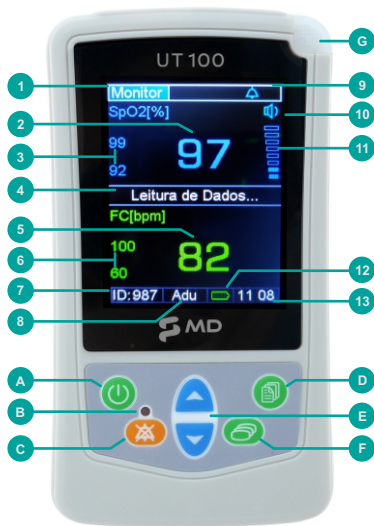 UT100
G
1
Monitor
9
SpO2[%]
10
2
99
97
3
92
11
4
Leitura de Dados...
FC[bpm]
5
100
82
6
60
12
7
ID:987 Adu 11 08
13
8
MD
A
D
B
E
C
F